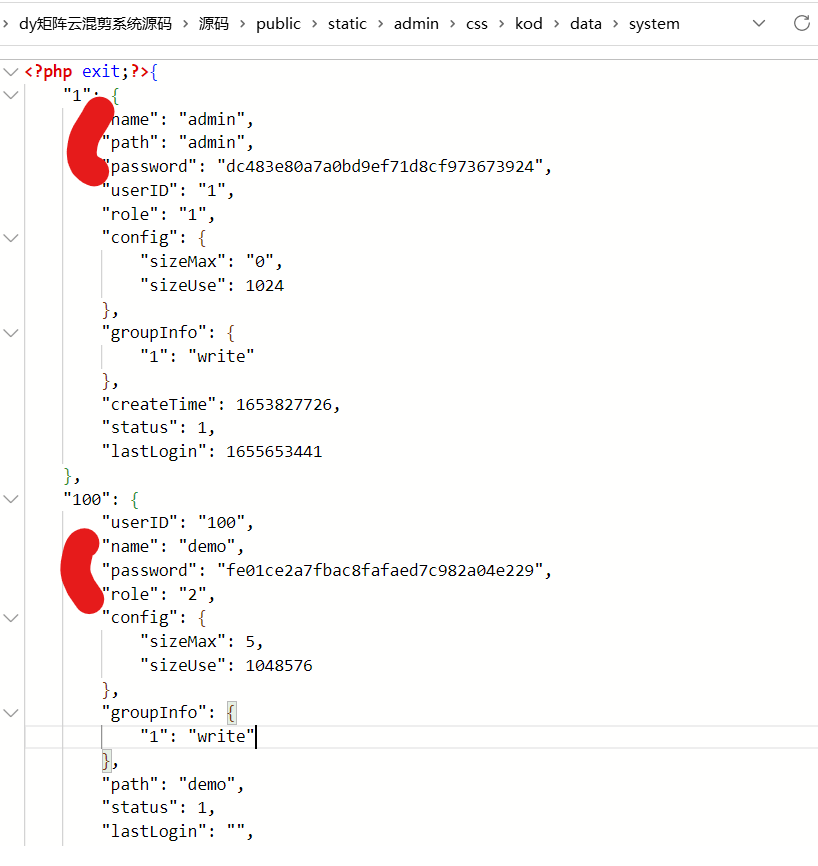 dy矩阵云混剪系统源码 > 源码 > public > static > admin > css > kod > data > system
<?php exit;?>{
"1": {
name": "admin",
"path": "admin",
"password": "dc483e80a7a0bd9ef71d8cf973673924",
"userID": "1",
"role": "1",
"config": {
"sizeMax": "0",
"sizeUse": 1024
},
"groupInfo": {
"1": "write"
},
"createTime": 1653827726,
"status": 1,
"lastLogin": 1655653441
},
"100": {
"userID": "100",
"name": "demo",
"password": "fe01ce2a7fbac8fafaed7c982a04e229",
"role": "2",
"config": {
"sizeMax": 5,
"sizeUse": 1048576
},
"groupInfo": {
"1": "write"
},
"path": "demo",
"status": 1,
"lastLogin": "",